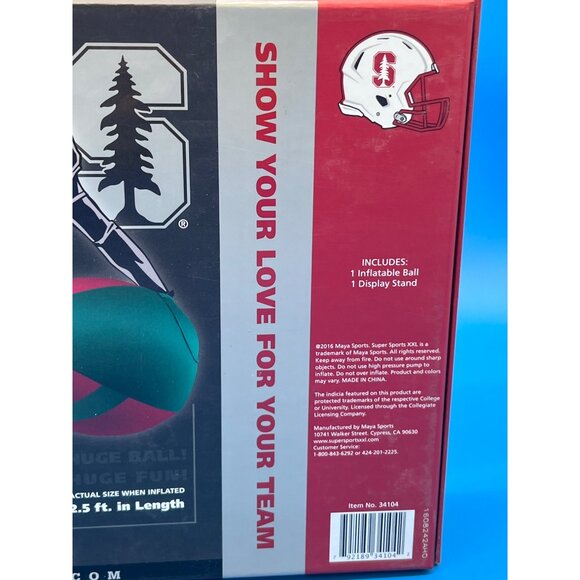 S
®
HUGE BALL!
HUGE FUN!
ACTUAL SIZE WHEN INFLATED
2.5 ft. in Length
COM
SHOW YOUR LOVE FOR YOUR TEAM
S
INCLUDES:
1 Inflatable Ball
1 Display Stand
©2016 Maya Sports. Super Sports XXL is a
trademark of Maya Sports. All rights reserved.
Keep away from fire. Do not use around sharp
objects. Do not use high pressure pump to
inflate. Do not over inflate. Product and colors
may vary. MADE IN CHINA.
The indicia featured on this product are
protected trademarks of the respective College
or University. Licensed through the Collegiate
Licensing Company.
Manufactured by Maya Sports
10741 Walker Street. Cypress, CA 90630
www.supersportsxxl.com
Customer Service:
1-800-843-6292 or 424-201-2225.
Item No. 34104
92189 34104